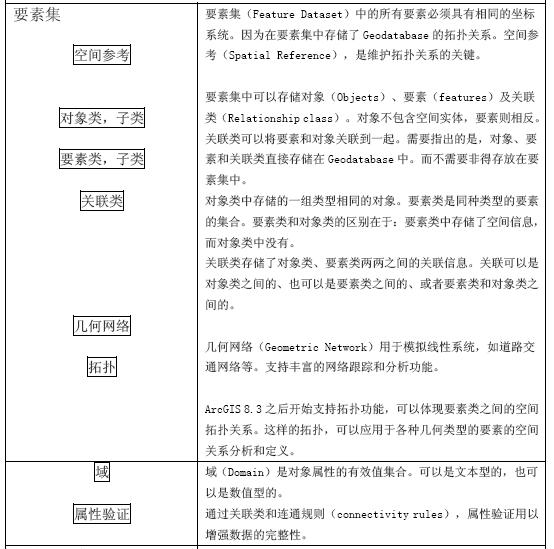 要素集
空间参考
对象类，子类
要素类，子类
关联类
几何网络
拓扑
要素集（Feature Dataset）中的所有要素必须具有相同的坐标
系统。因为在要素集中存储了 Geodatabase 的拓扑关系。空间参
考（Spatial Reference），是维护拓扑关系的关键。
要素集中可以存储对象（Objects）、要素（features）及关联
类（Relationship class）。对象不包含空间实体，要素则相反。
关联类可以将要素和对象关联到一起。需要指出的是，对象、要
素和关联类直接存储在 Geodatabase 中。而不需要非得存放在要
素集中。
对象类中存储的一组类型相同的对象。要素类是同种类型的要素
的集合。要素类和对象类的区别在于：要素类中存储了空间信息，
而对象类中没有。
关联类存储了对象类、要素类两两之间的关联信息。关联可以是
对象类之间的、也可以是要素类之间的、或者要素类和对象类之
间的。
几何网络（Geometric Network）用于模拟线性系统，如道路交
通网络等。支持丰富的网络跟踪和分析功能。
ArcGIS 8.3 之后开始支持拓扑功能，可以体现要素类之间的空间
拓扑关系。这样的拓扑，可以应用于各种几何类型的要素的空间
关系分析和定义。
域
属性验证
域（Domain）是对象属性的有效值集合。可以是文本型的，也可
以是数值型的。
通过关联类和连通规则（connectivity rules），属性验证用以
增强数据的完整性。